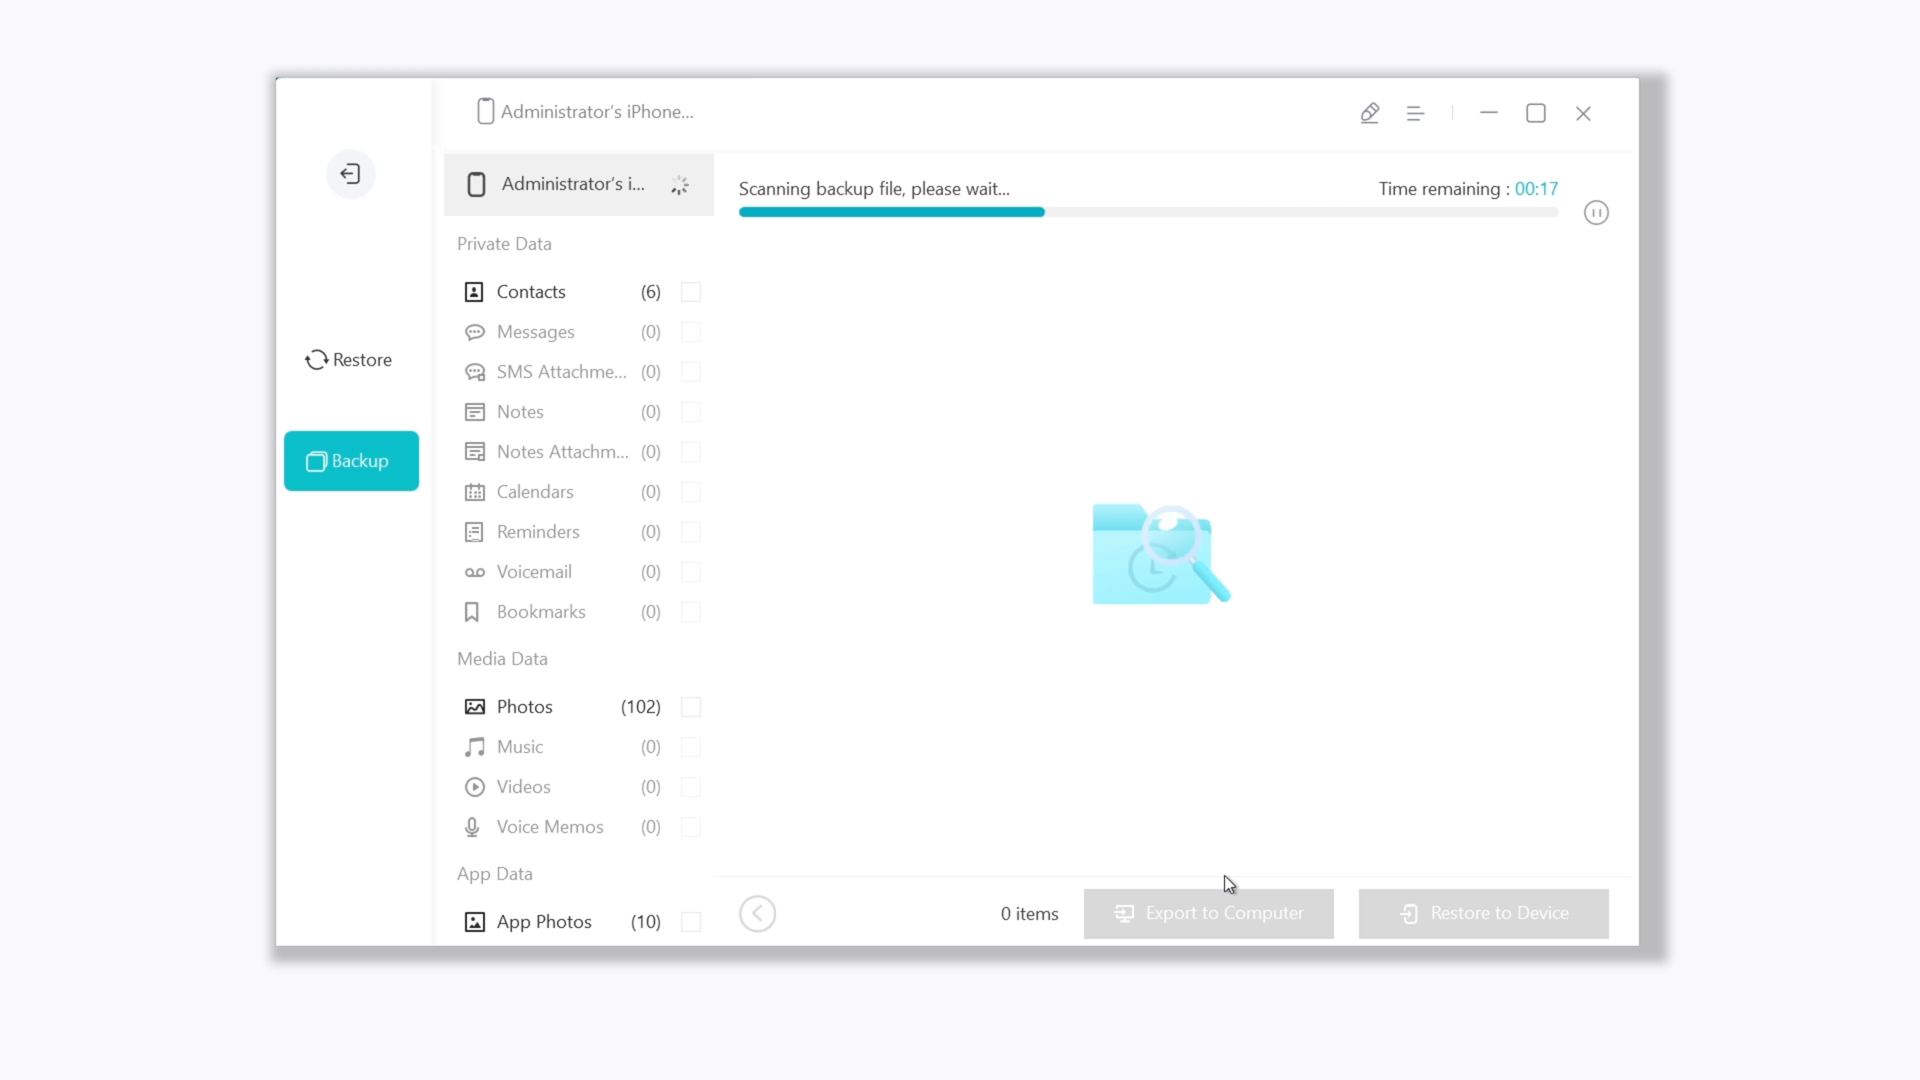 Administrator's iPhone...
Administrator's i...
Scanning backup file, please wait...
Time remaining : 00:17
Restore
Backup
Private Data
Contacts (6)
Messages (0)
SMS Attachme... (0)
Notes (0)
Notes Attachm... (0)
Calendars (0)
Reminders (0)
Voicemail (0)
Bookmarks (0)
Media Data
Photos (102)
Music (0)
Videos (0)
Voice Memos (0)
App Data
App Photos (10)
0 items
Export to Computer
Restore to Device